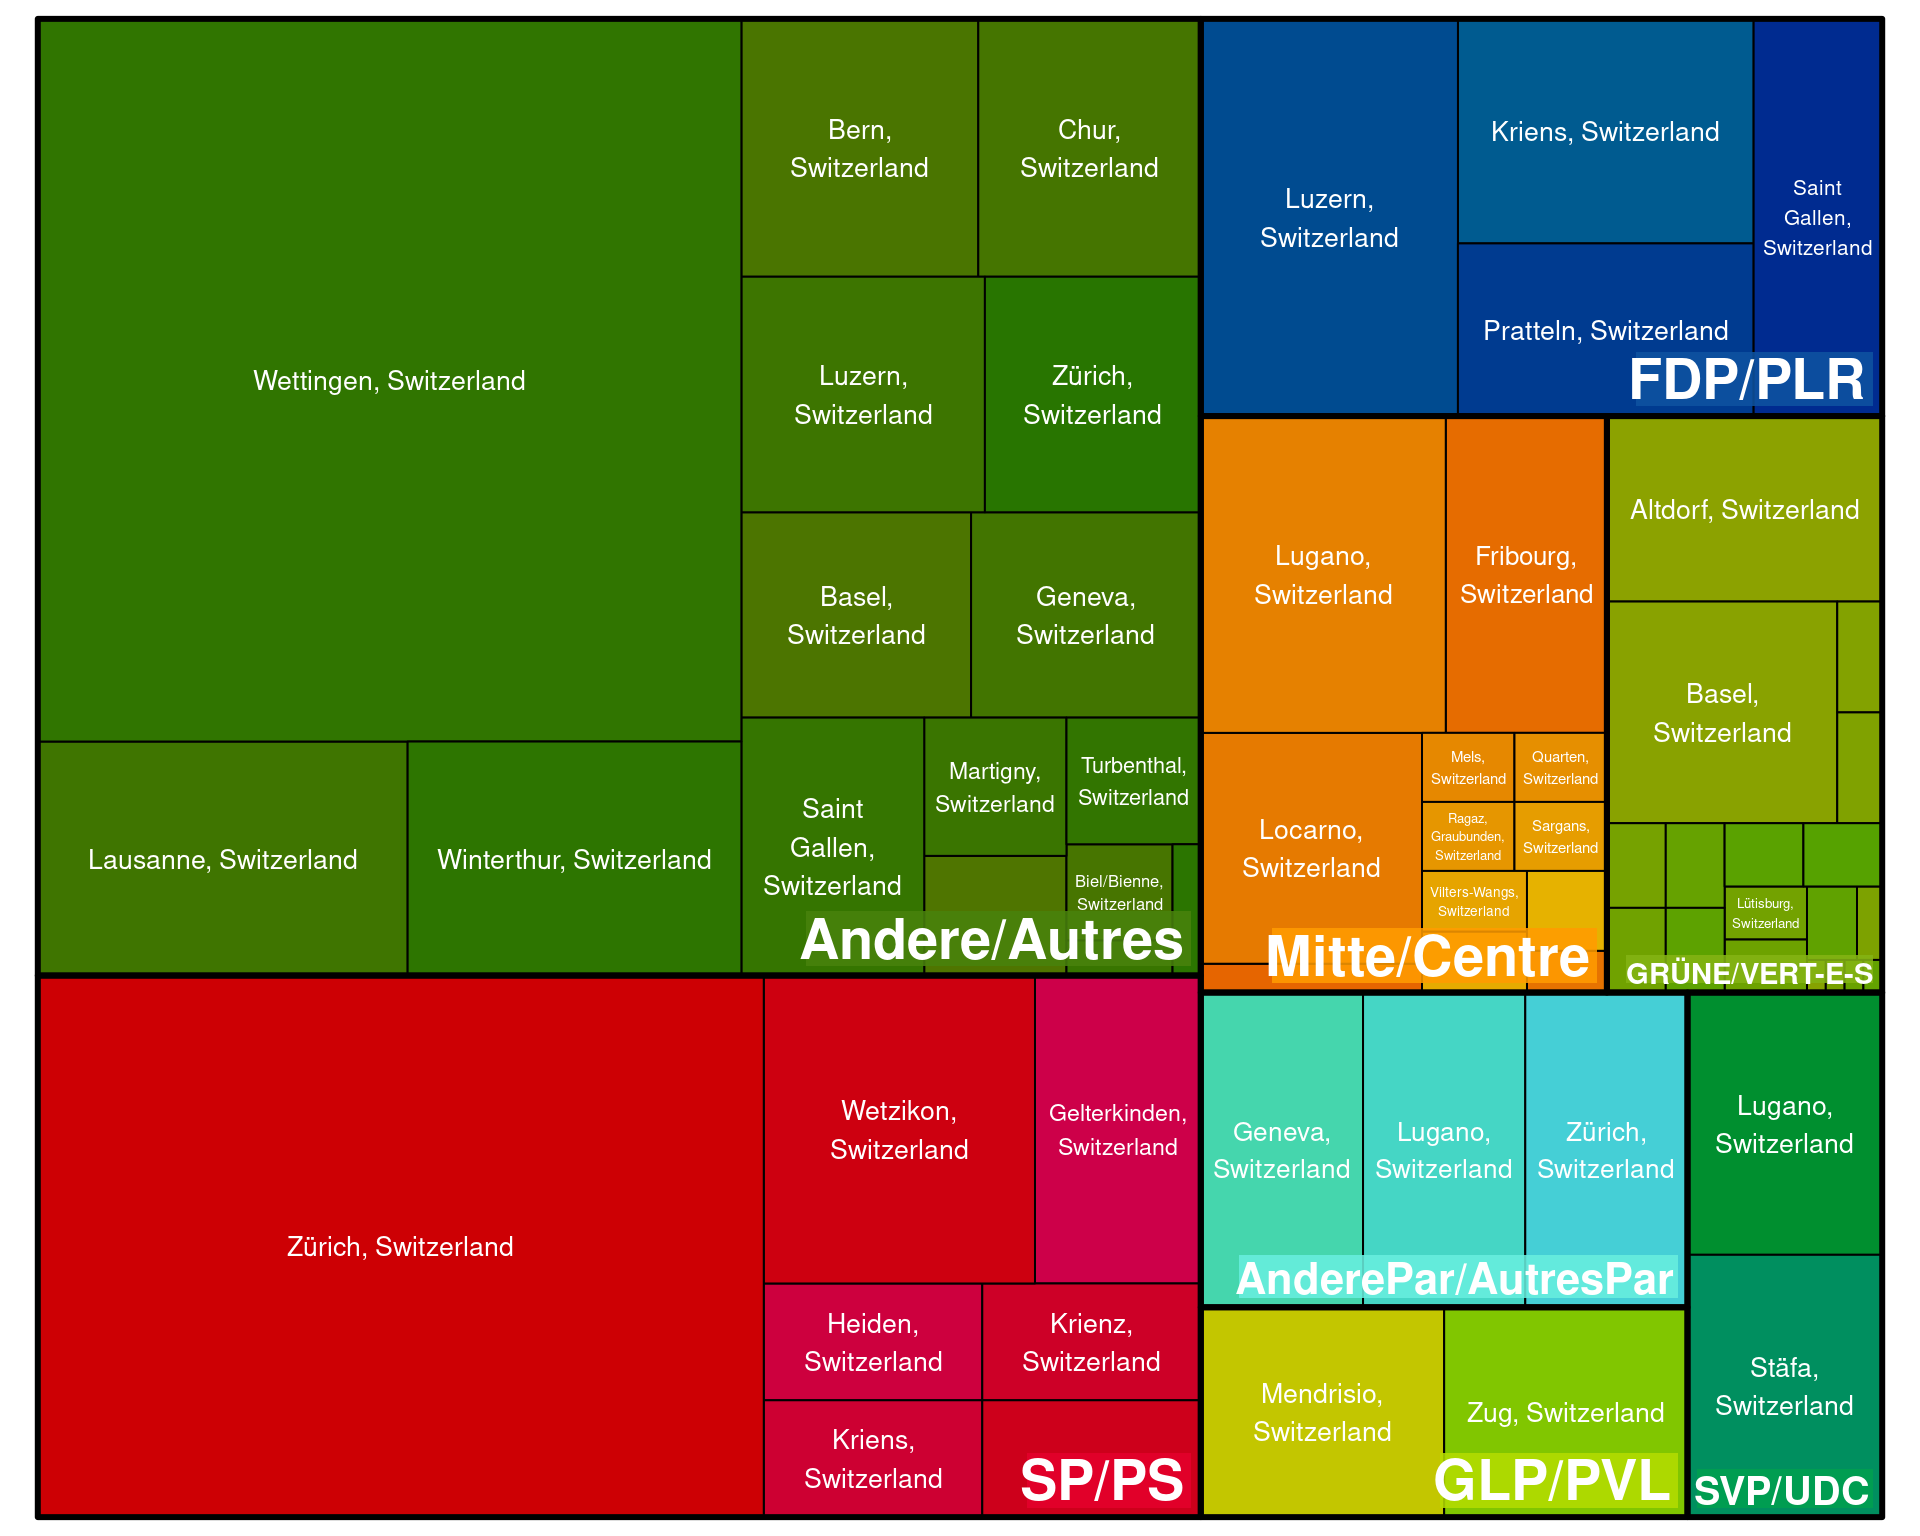 Wettingen, Switzerland
Bern,
Switzerland
Chur,
Switzerland
Luzern,
Switzerland
Zürich,
Switzerland
Basel,
Switzerland
Geneva,
Switzerland
Lausanne, Switzerland
Winterthur, Switzerland
Saint
Gallen,
Switzerland
Martigny,
Switzerland
Turbenthal,
Switzerland
Biel/Bienne,
Switzerland
Andere/Autres
Zürich, Switzerland
Wetzikon,
Switzerland
Gelterkinden,
Switzerland
Heiden,
Switzerland
Krienz,
Switzerland
Kriens,
Switzerland
SP/PS
Luzern,
Switzerland
Kriens, Switzerland
Saint
Gallen,
Switzerland
Pratteln, Switzerland
FDP/PLR
Lugano,
Switzerland
Fribourg,
Switzerland
Locarno,
Switzerland
Mels,
Switzerland
Quarten,
Switzerland
Ragaz,
Graubunden,
Switzerland
Sargans,
Switzerland
Vilters-Wangs,
Switzerland
Mitte/Centre
Altdorf, Switzerland
Basel,
Switzerland
Lütisburg,
Switzerland
GRÜNE/VERT-E-S
Geneva,
Switzerland
Lugano,
Switzerland
Zürich,
Switzerland
AnderePar/AutresPar
Mendrisio,
Switzerland
Zug, Switzerland
GLP/PVL
Lugano,
Switzerland
Stäfa,
Switzerland
SVP/UDC